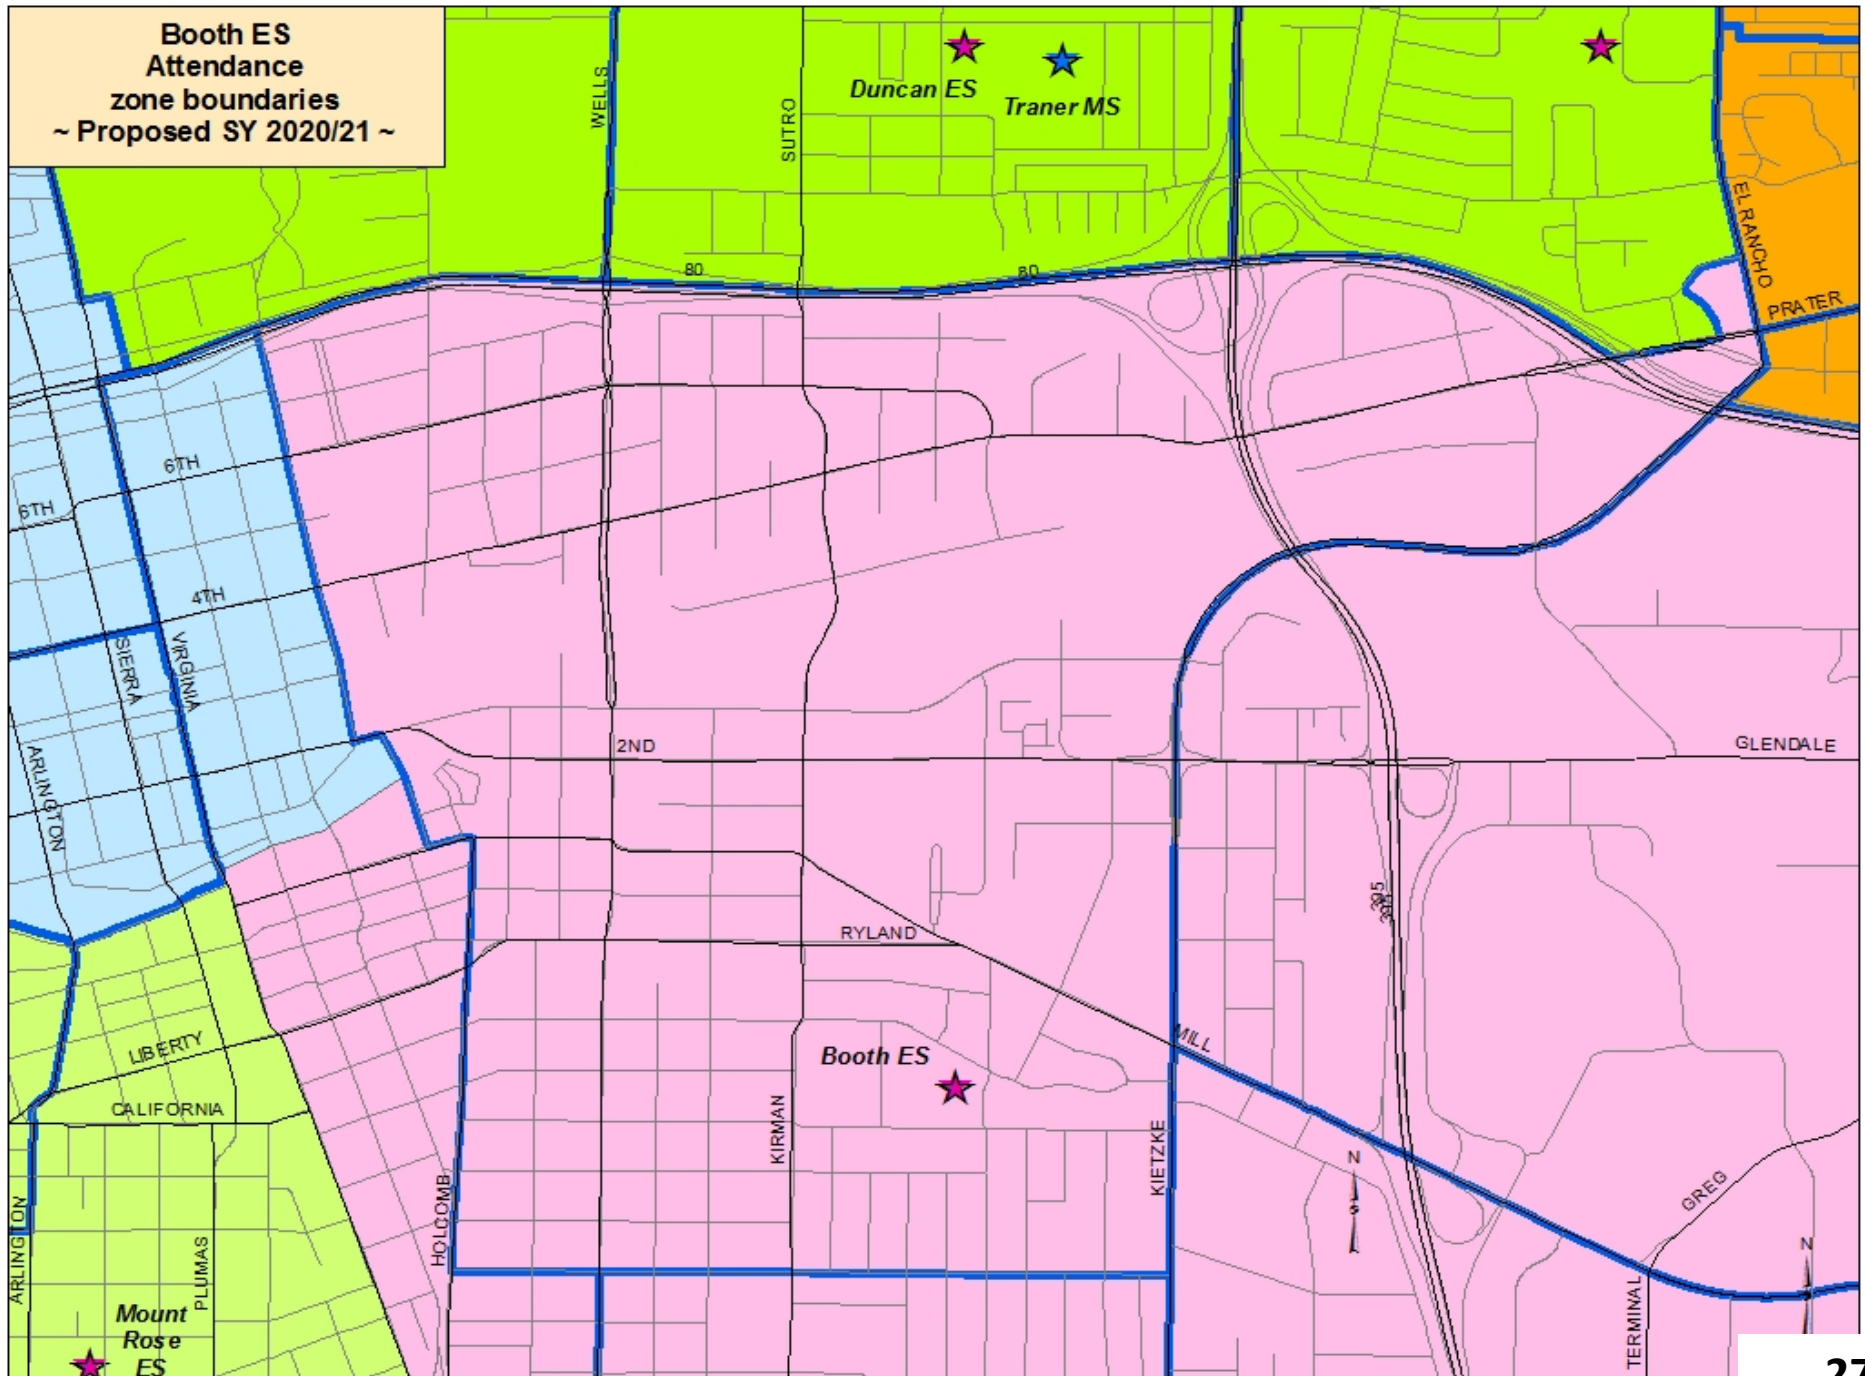 Booth ES
Attendance
zone boundaries
~ Proposed SY 2020/21 ~
WELLS
SUTRO
Duncan ES
Traner MS
EL RANCHO
PRATER
80
80
6TH
6TH
4TH
SIERRA
VIRGINIA
ARLINGTON
2ND
GLENDALE
395
RYLAND
MILL
LIBERTY
Booth ES
CALIFORNIA
KIRMAN
KIETZKE
HOLCOMB
N
S
GREG
N
ARLINGTON
PLUMAS
TERMINAL
Mount
Rose
ES
27